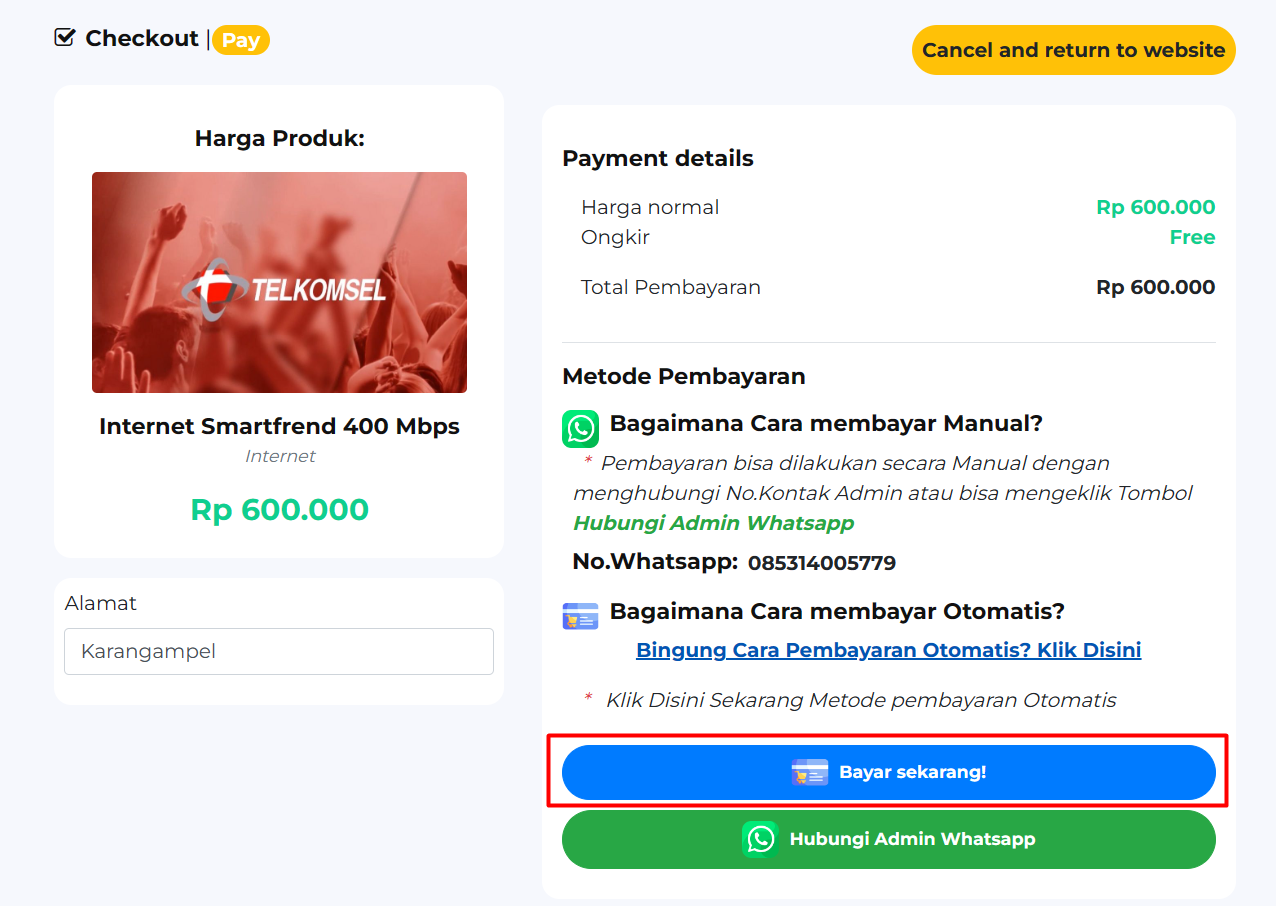 Checkout | Pay
Cancel and return to website
Harga Produk:
TELKOMSEL
Internet Smartfrend 400 Mbps
Internet
Rp 600.000
Alamat
Karangampel
Payment details
Harga normal Rp 600.000
Ongkir Free
Total Pembayaran Rp 600.000
Metode Pembayaran
Bagaimana Cara membayar Manual?
* Pembayaran bisa dilakukan secara Manual dengan
menghubungi No.Kontak Admin atau bisa mengeklik Tombol
Hubungi Admin Whatsapp
No.Whatsapp: 085314005779
Bagaimana Cara membayar Otomatis?
Bingung Cara Pembayaran Otomatis? Klik Disini
* Klik Disini Sekarang Metode pembayaran Otomatis
Bayar sekarang!
Hubungi Admin Whatsapp